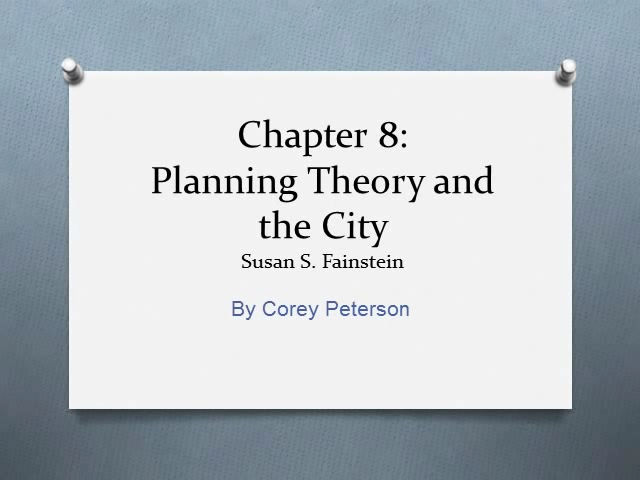 Chapter 8:
Planning Theory and
the City
Susan S. Fainstein
By Corey Peterson